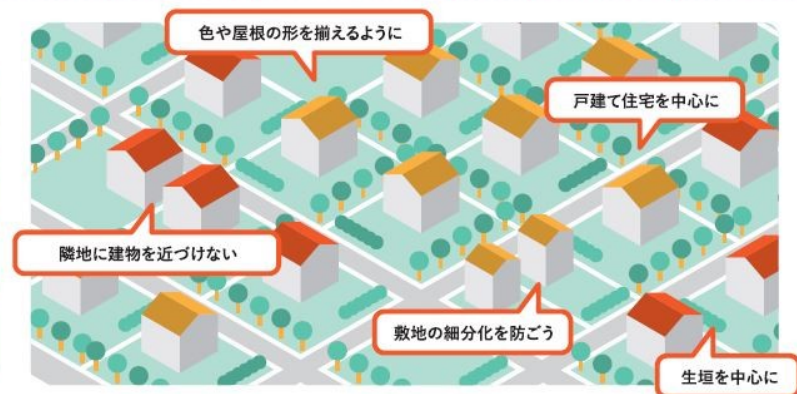 色や屋根の形を揃えるように
戸建て住宅を中心に
隣地に建物を近づけない
敷地の細分化を防ごう
生垣を中心に